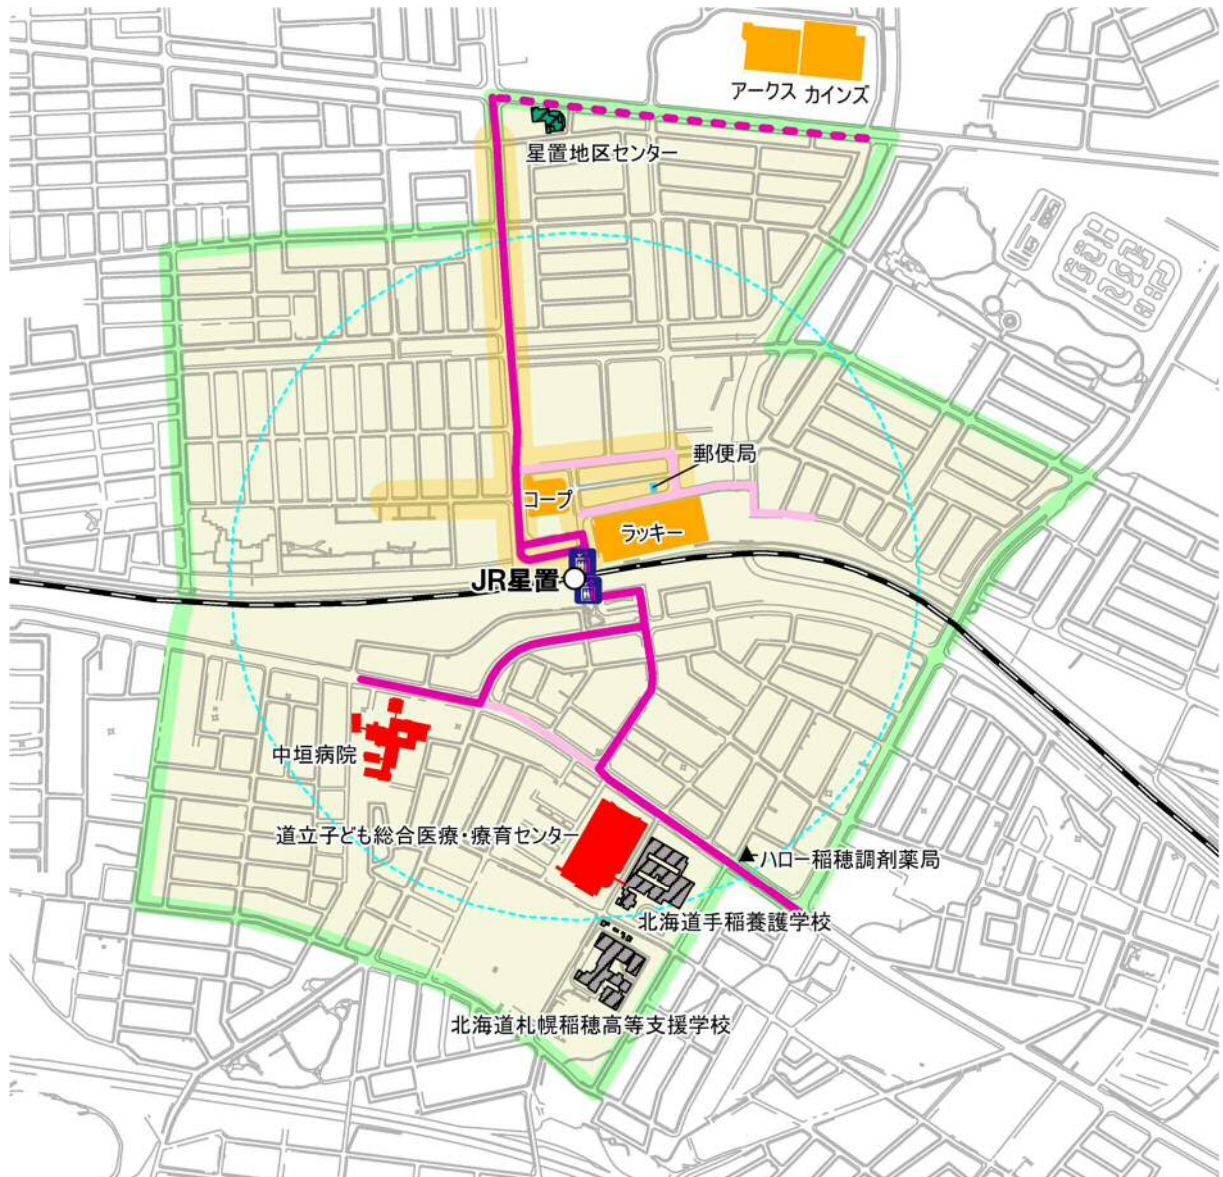 アークス カインズ
星置地区センター
郵便局
コープ
ラッキー
JR星置
中垣病院
道立子ども総合医療・療育センター
ハロー稲穂調剤薬局
北海道手稲養護学校
北海道札幌稲穂高等支援学校